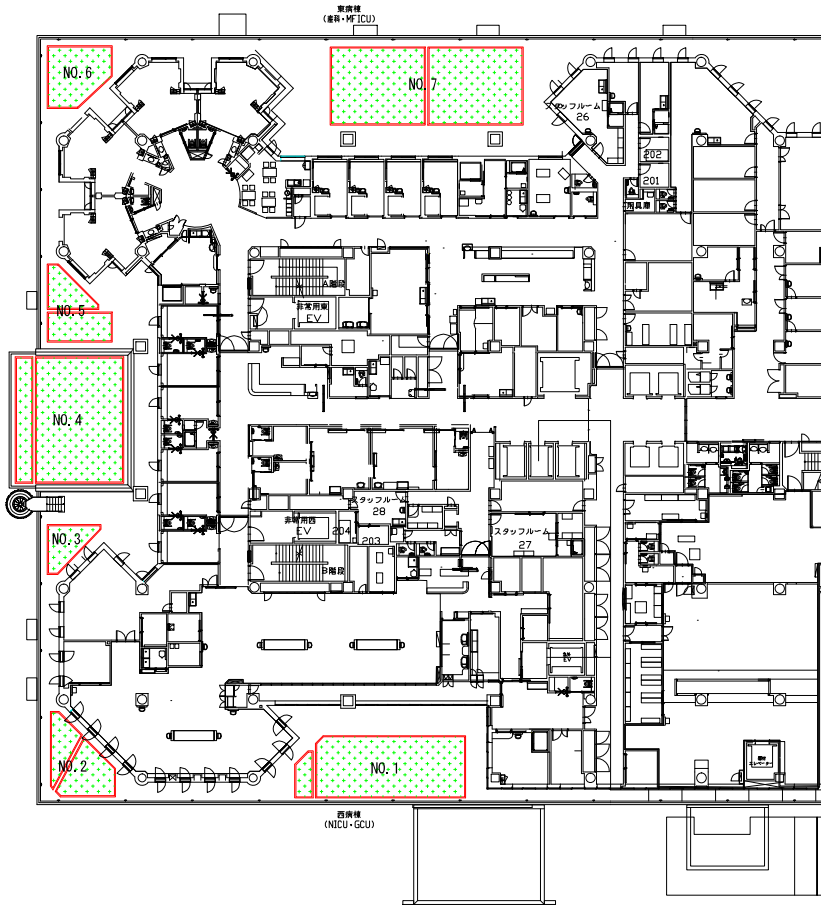 東病棟
(産科・MFICU)
NO.6
NO.7
スタッフルーム
26
202
201
A階段
非常用東
EV
NO.5
NO.4
スタッフルーム
28
非常用西
EV
204
203
スタッフルーム
27
NO.3
B階段
EV
NO.2
NO.1
西病棟
(NICU・GCU)